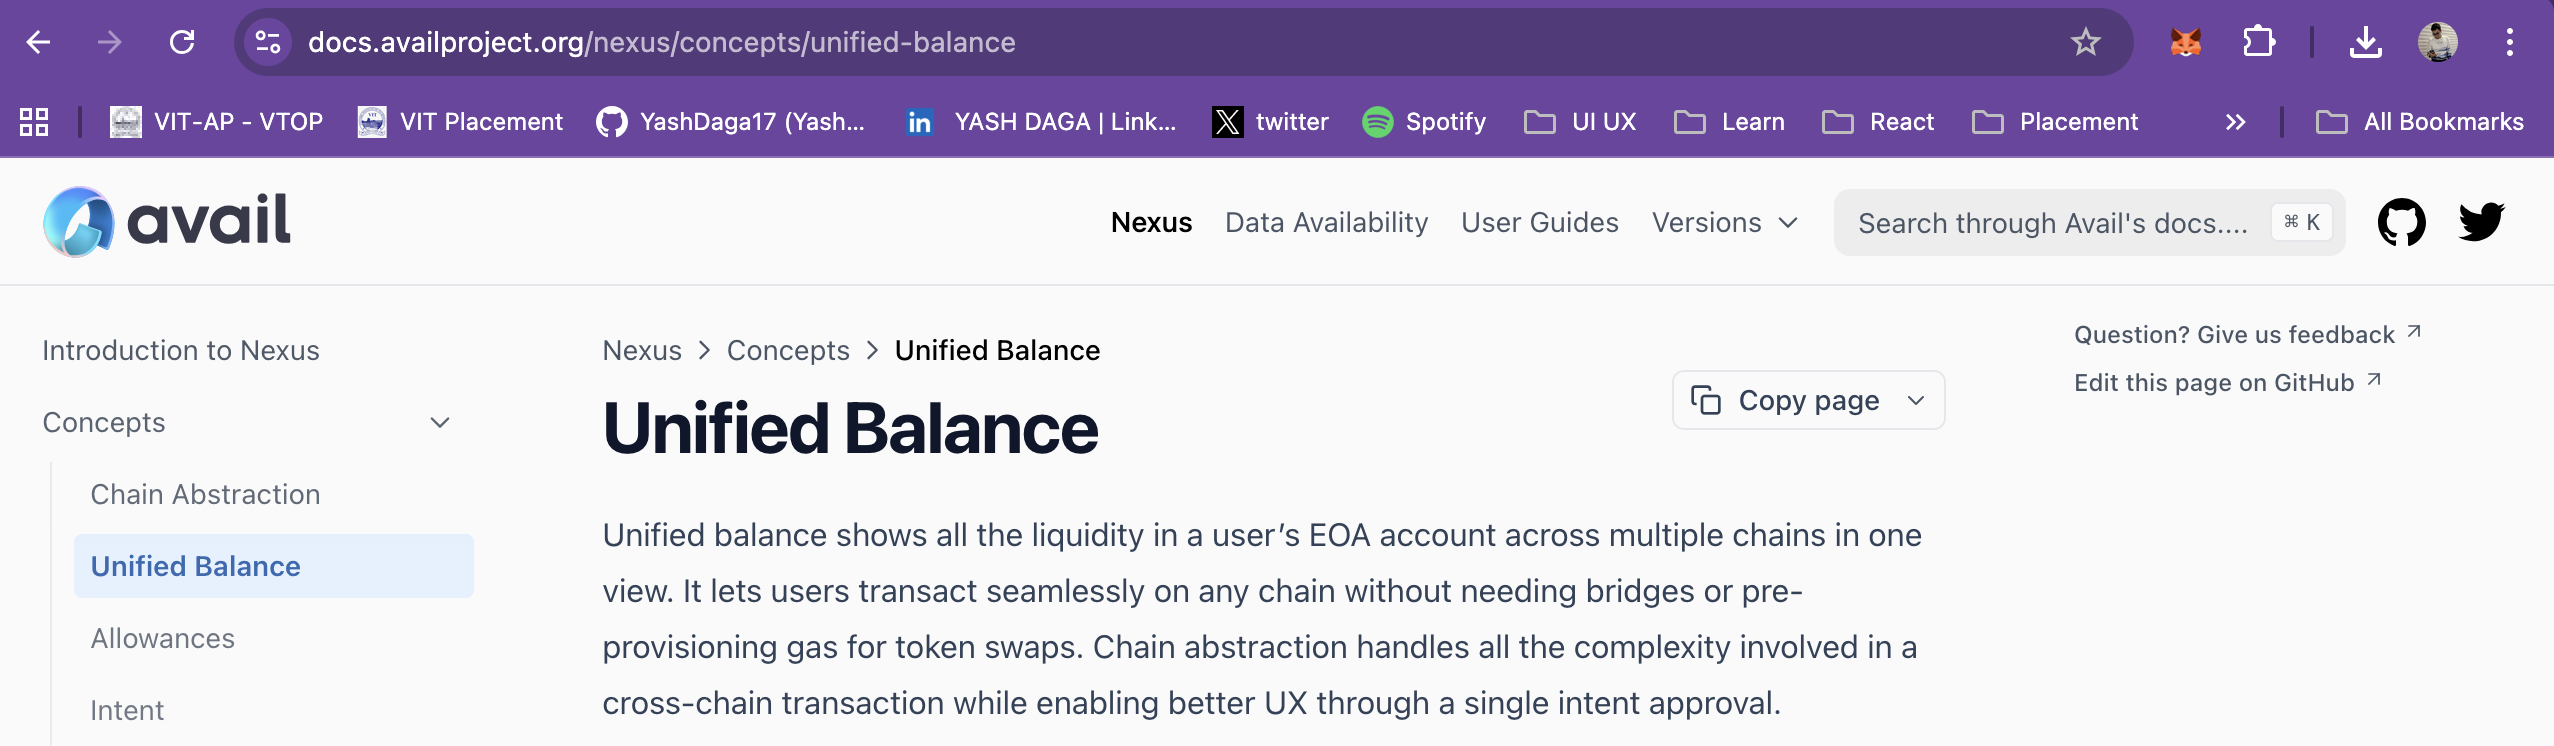 docs.availproject.org/nexus/concepts/unified-balance
VIT-AP - VTOP
VIT Placement
YashDaga17 (Yash...
in
YASH DAGA | Link...
X
twitter
Spotify
UI UX
Learn
React
Placement
All Bookmarks
avail
Nexus
Data Availability
User Guides
Versions
Search through Avail's docs....
⌘ K
Introduction to Nexus
Concepts
Chain Abstraction
Unified Balance
Allowances
Intent
Nexus > Concepts > Unified Balance
Unified Balance
Copy page
Unified balance shows all the liquidity in a user’s EOA account across multiple chains in one
view. It lets users transact seamlessly on any chain without needing bridges or pre-
provisioning gas for token swaps. Chain abstraction handles all the complexity involved in a
cross-chain transaction while enabling better UX through a single intent approval.
Question? Give us feedback
Edit this page on GitHub